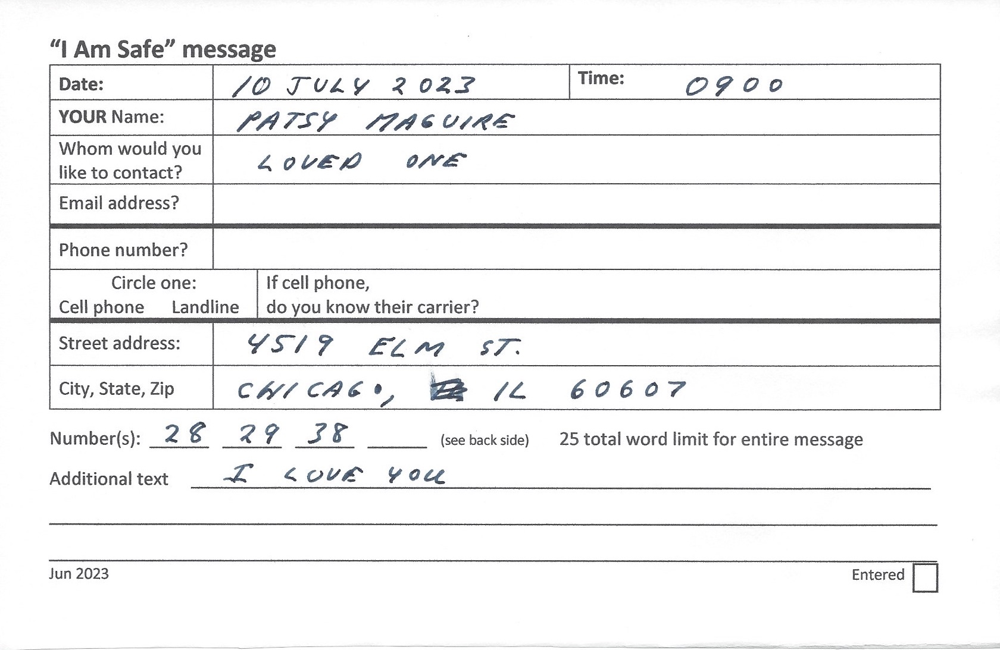 “I Am Safe” message
Date: 10 JULY 2023 Time: 0900
YOUR Name: PATSY MAGUIRE
Whom would you
like to contact? LOVED ONE
Email address?
Phone number?
Circle one: If cell phone,
Cell phone Landline do you know their carrier?
Street address: 4519 ELM ST.
City, State, Zip CHICAGO, IL 60607
Number(s): 28 29 38 (see back side) 25 total word limit for entire message
Additional text I LOVE YOU
Jun 2023 Entered